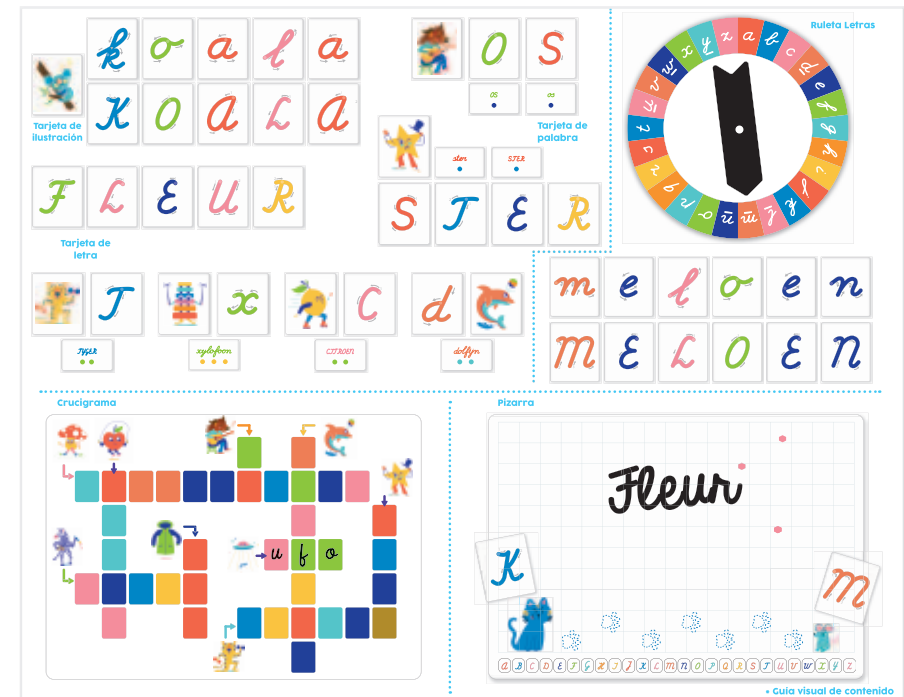 k o a l a
K O A L A
Tarjeta de
ilustración
O S
OS os
Tarjeta de
palabra
Ruleta Letras
ster STER
S T E R
F L E U R
Tarjeta de
letra
T x C d
TYGER xylofoon CITROEN dolfijn
m e l o e n
M E L O E N
Crucigrama
u f o
Pizarra
Fleur
K
M
A B C D E F G H I J K L M N O P Q R S T U V W X Y Z
• Guía visual de contenido